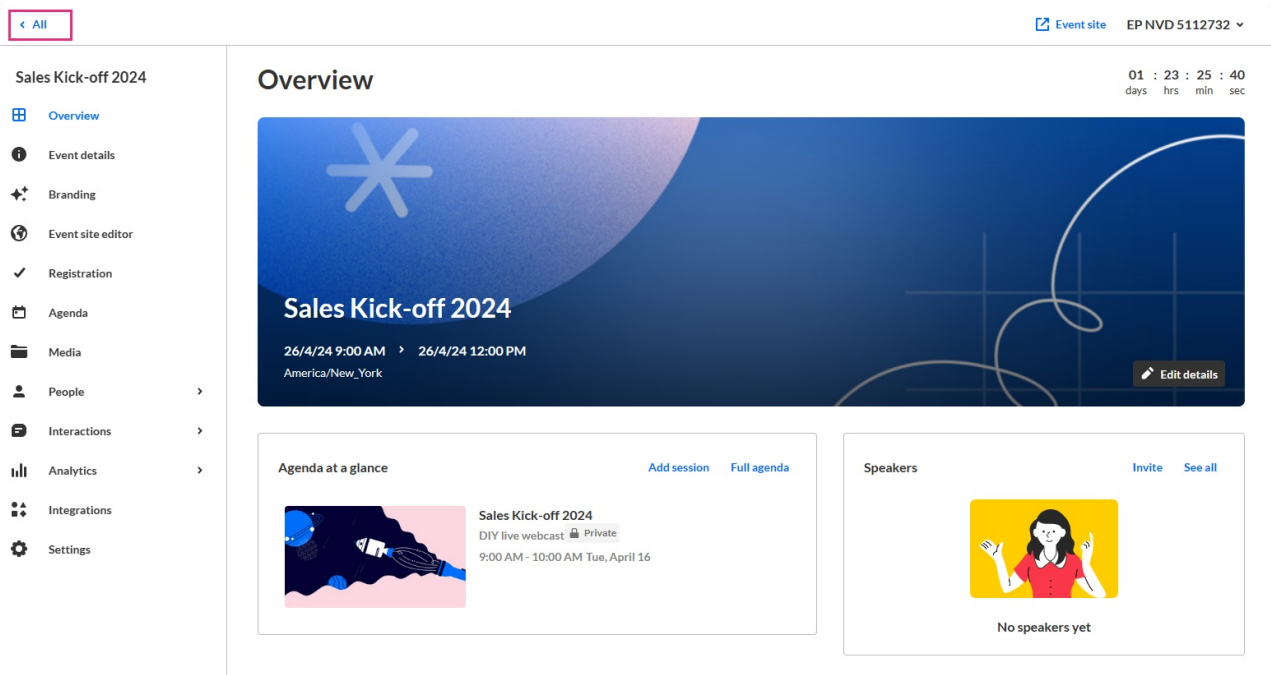 All
Event site EP NVD 5112732
Sales Kick-off 2024
Overview
Event details
Branding
Event site editor
Registration
Agenda
Media
People
Interactions
Analytics
Integrations
Settings
Overview
01 : 23 : 25 : 40
days hrs min sec
Sales Kick-off 2024
26/4/24 9:00 AM > 26/4/24 12:00 PM
America/New_York
Edit details
Agenda at a glance Add session Full agenda
Sales Kick-off 2024
DIY live webcast Private
9:00 AM - 10:00 AM Tue, April 16
Speakers Invite See all
No speakers yet